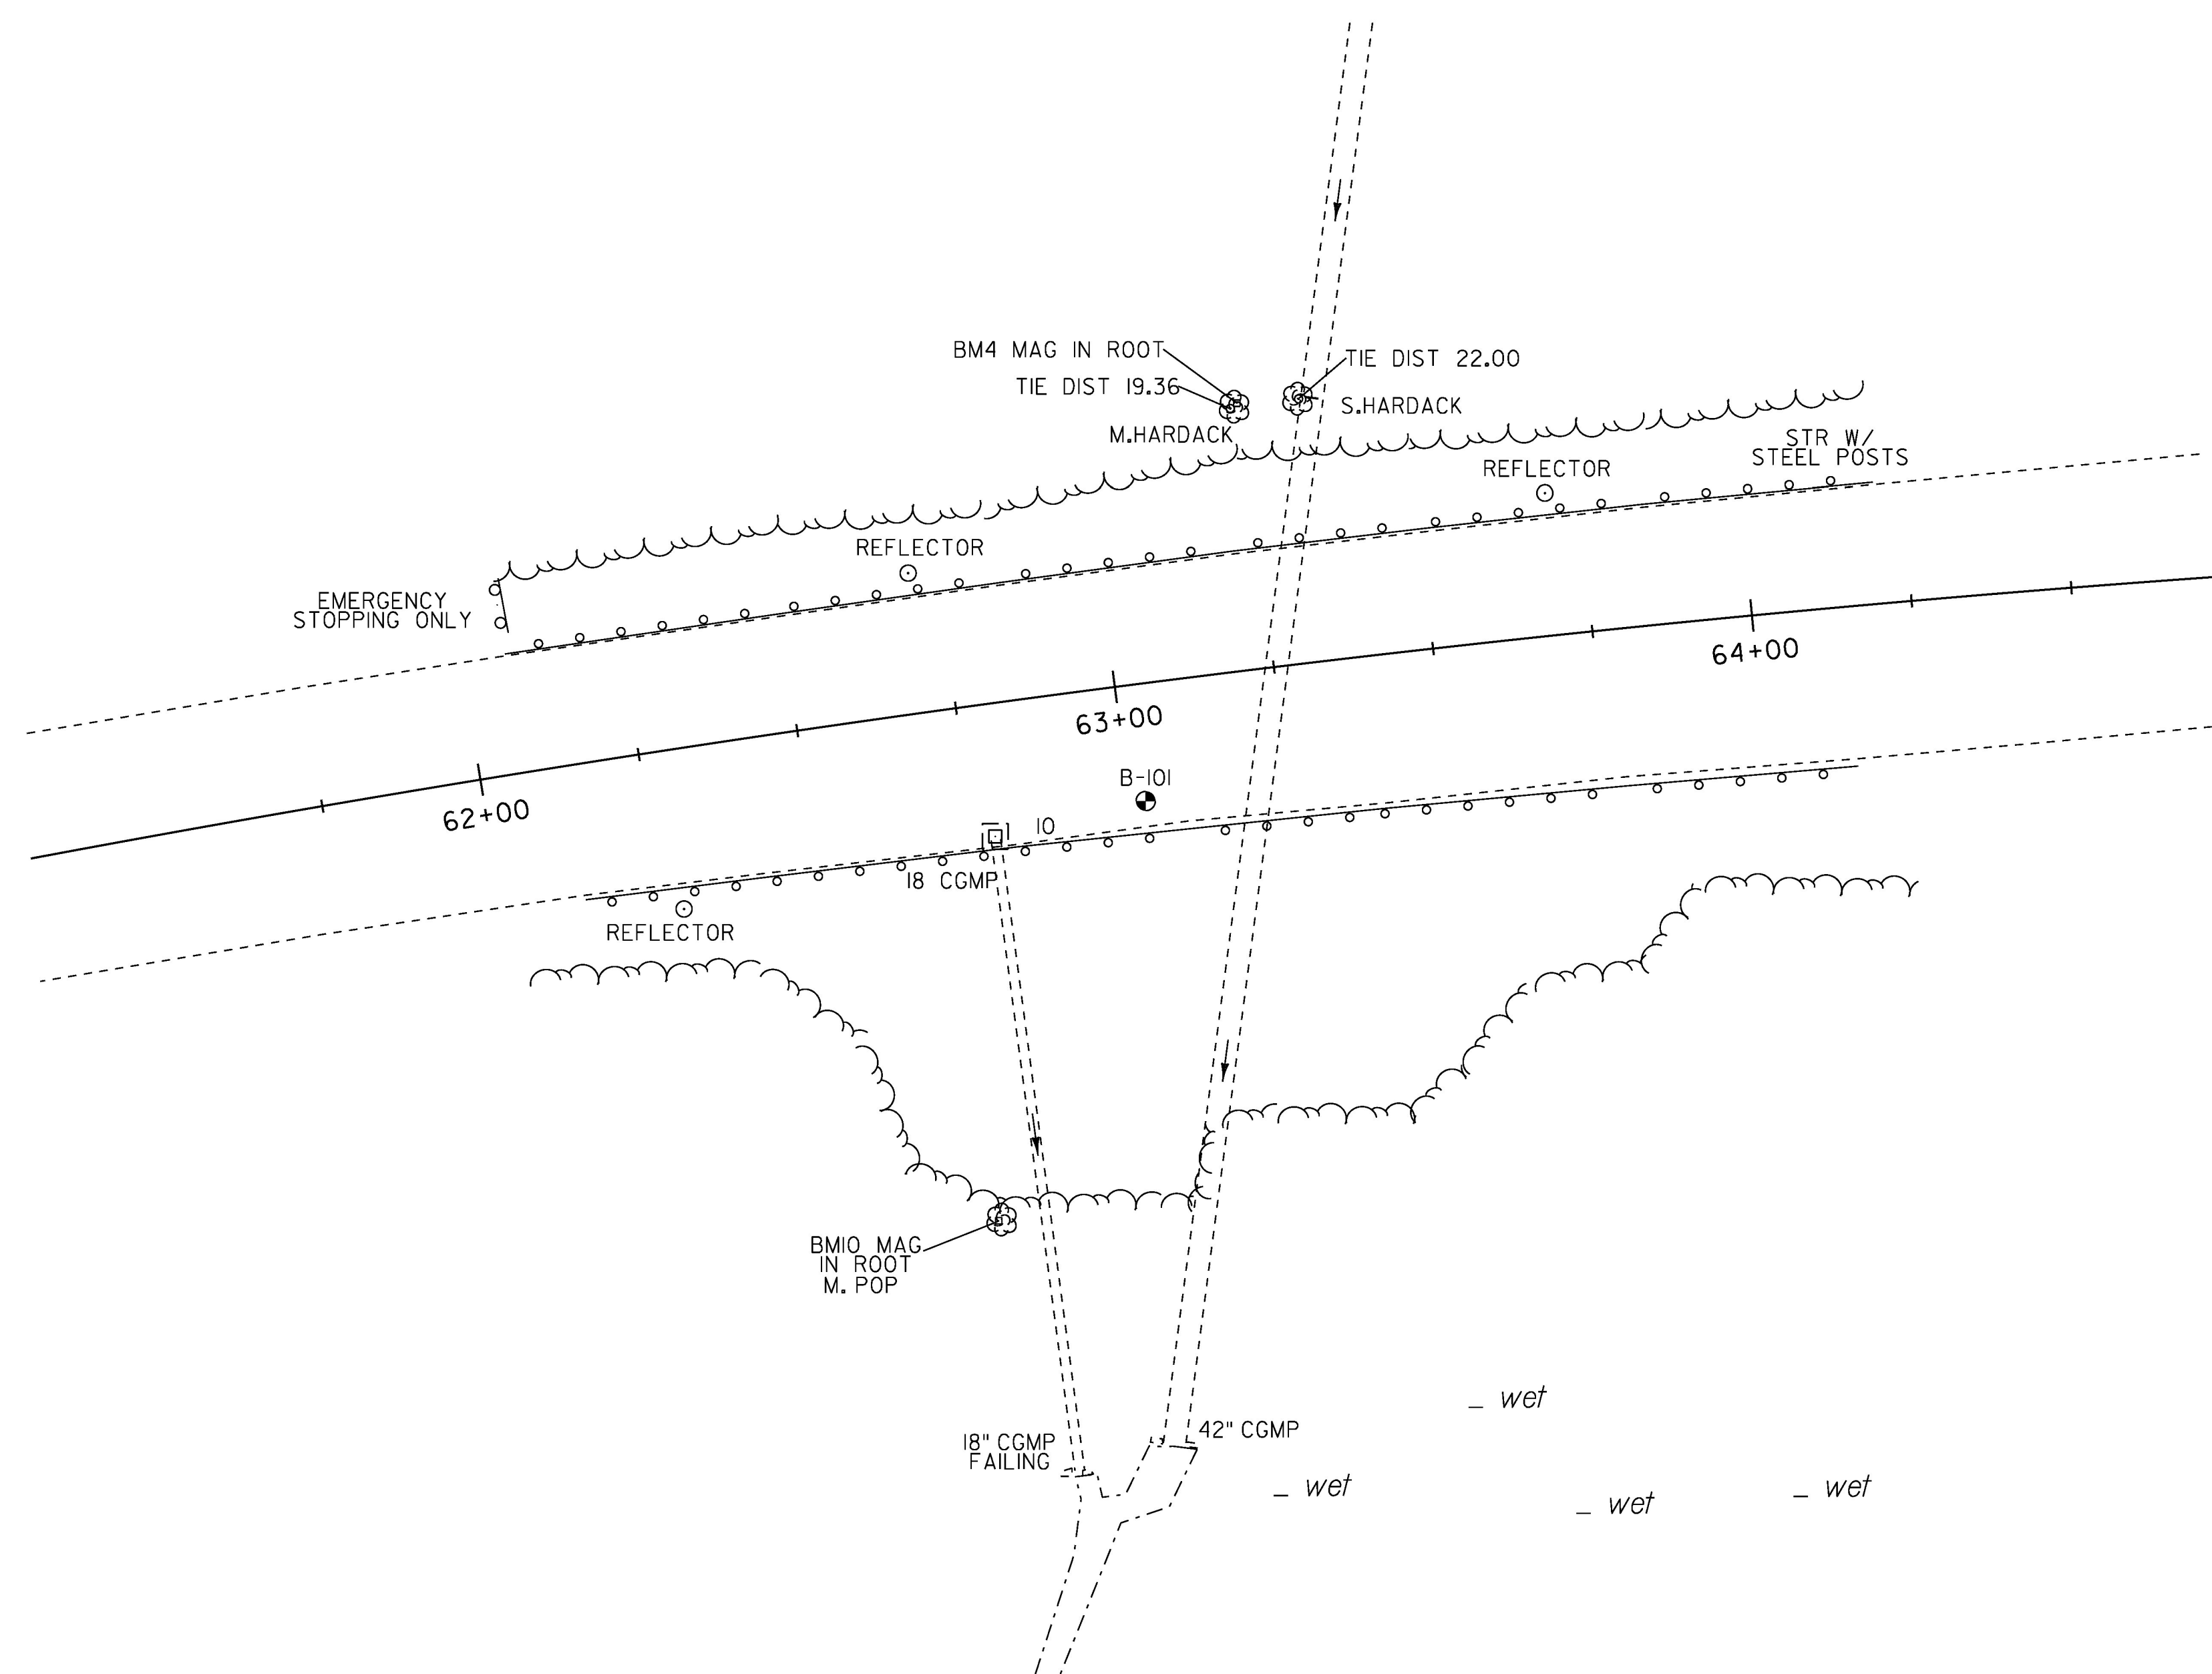 BM4 MAG IN ROOT
TIE DIST 19.36
M.HARDACK
TIE DIST 22.00
S.HARDACK
STR W/
STEEL POSTS
REFLECTOR
REFLECTOR
EMERGENCY
STOPPING ONLY
64+00
63+00
62+00
B-101
10
18 CGMP
REFLECTOR
BM10 MAG
IN ROOT
M. POP
18" CGMP
FAILING
42" CGMP
_ wet
_ wet
_ wet
_ wet